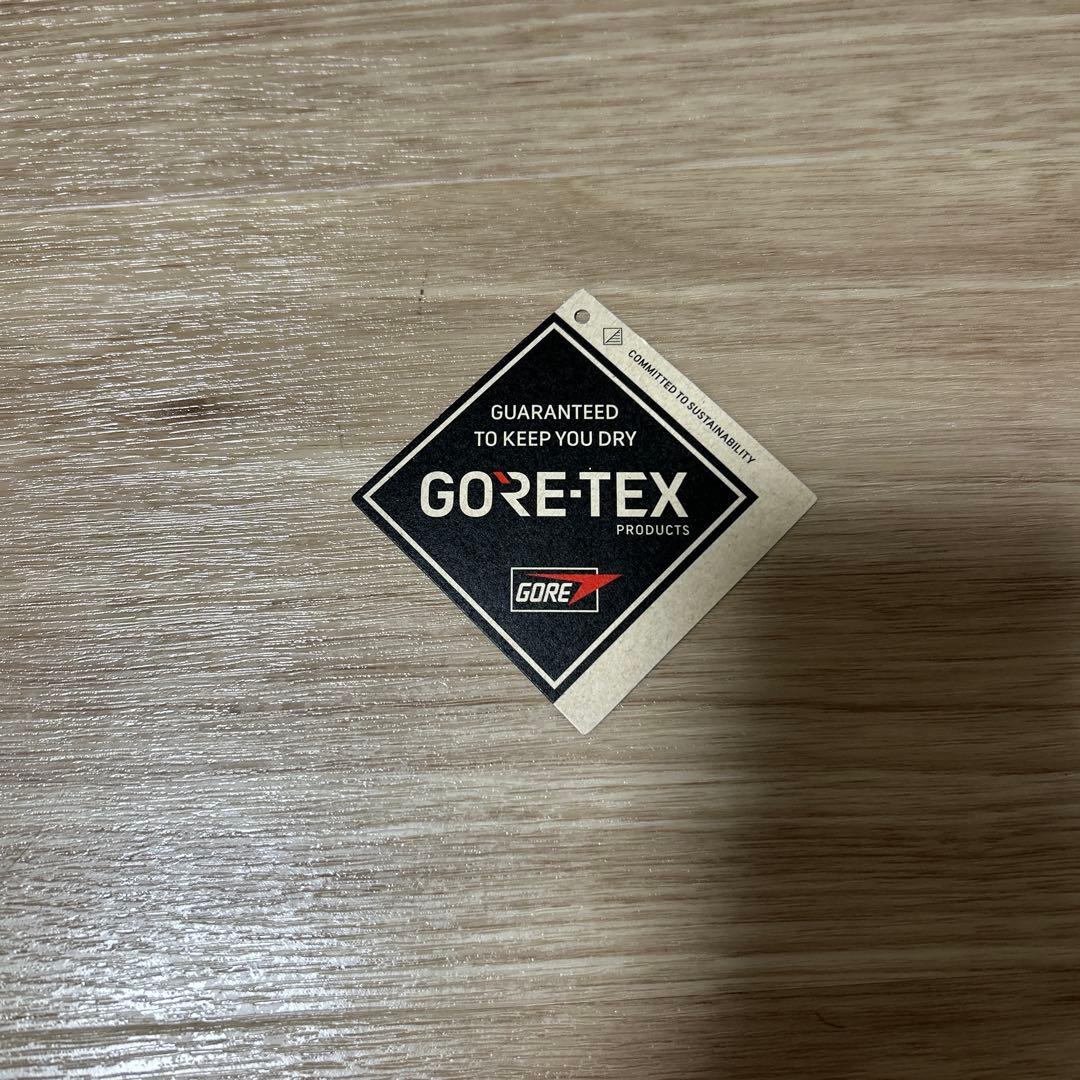 COMMITTED TO SUSTAINABILITY
GUARANTEED
TO KEEP YOU DRY
GORE-TEX
PRODUCTS
GORE